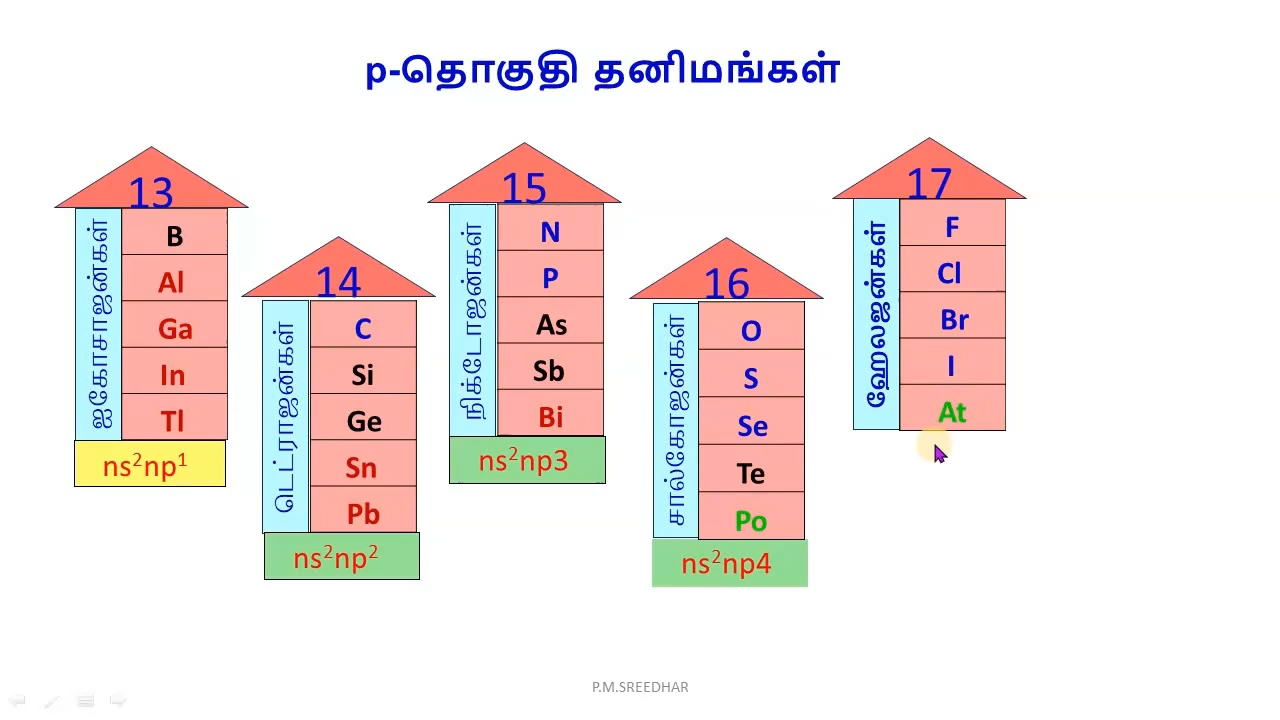 p-தொகுதி தனிமங்கள்
13
ஐகோசாஜன்கள்
B
Al
Ga
In
Tl
ns²np¹
14
டெட்ராஜன்கள்
C
Si
Ge
Sn
Pb
ns²np²
15
நிக்டோஜன்கள்
N
P
As
Sb
Bi
ns²np3
16
சால்கோஜன்கள்
O
S
Se
Te
Po
ns²np4
17
ஹேலஜன்கள்
F
Cl
Br
I
At
P.M.SREEDHAR